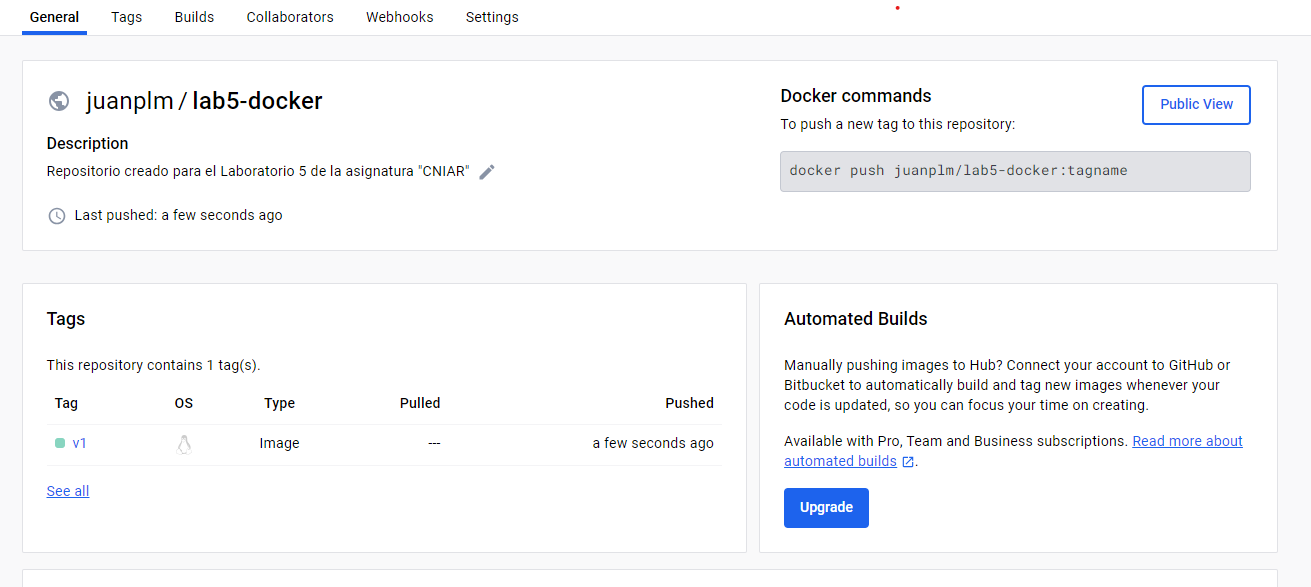 General Tags Builds Collaborators Webhooks Settings
juanplm / lab5-docker
Description
Repositorio creado para el Laboratorio 5 de la asignatura "CNIAR"
Last pushed: a few seconds ago
Docker commands
Public View
To push a new tag to this repository:
docker push juanplm/lab5-docker:tagname
Tags
This repository contains 1 tag(s).
Tag OS Type Pulled Pushed
v1 Image --- a few seconds ago
See all
Automated Builds
Manually pushing images to Hub? Connect your account to GitHub or
Bitbucket to automatically build and tag new images whenever your
code is updated, so you can focus your time on creating.
Available with Pro, Team and Business subscriptions. Read more about
automated builds.
Upgrade